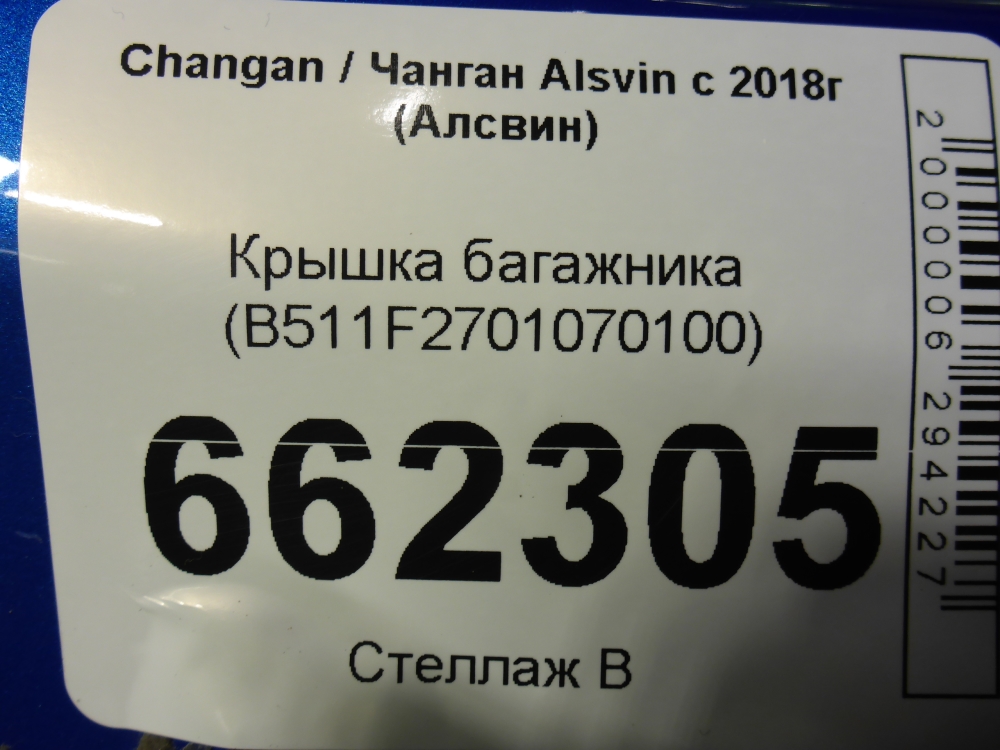 Changan / Чанган Alsvin с 2018г
(Алсвин)
Крышка багажника
(B511F2701070100)
662305
Стеллаж В
2000006294227